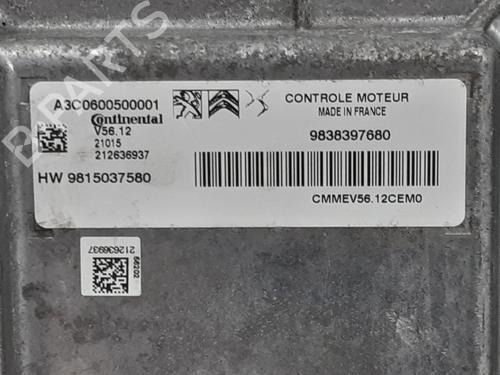 A3C0600500001
Continental
V56.12
21015
212636937
HW 9815037580
CONTROLE MOTEUR
MADE IN FRANCE
9838397680
CMMEV56.12CEM0
212636937
66202
B-PARTS